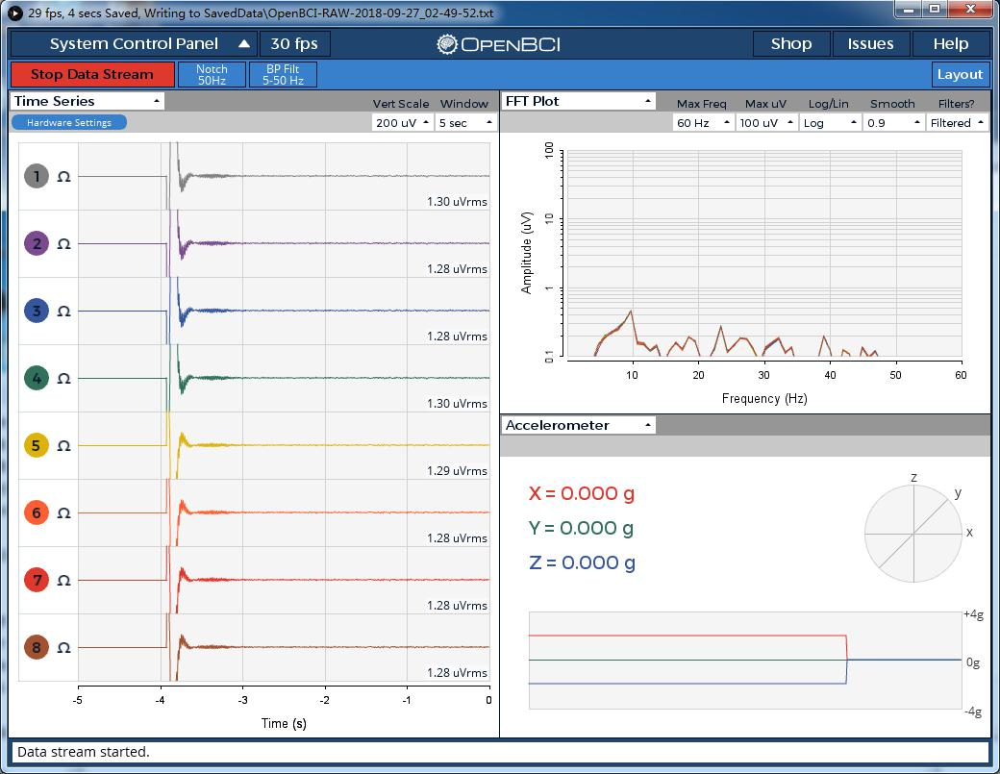 29 fps, 4 secs Saved, Writing to SavedData\OpenBCI-RAW-2018-09-27_02-49-52.txt
System Control Panel 30 fps OpenBCI Shop Issues Help
Stop Data Stream Notch 50Hz BP Filt 5-50 Hz Layout
Time Series Vert Scale Window
Hardware Settings 200 uV 5 sec
1 Ω 1.30 uVrms
2 Ω 1.28 uVrms
3 Ω 1.28 uVrms
4 Ω 1.30 uVrms
5 Ω 1.29 uVrms
6 Ω 1.28 uVrms
7 Ω 1.28 uVrms
8 Ω 1.28 uVrms
-5 -4 -3 -2 -1 0
Time (s)
FFT Plot Max Freq Max uV Log/Lin Smooth Filters?
60 Hz 100 uV Log 0.9 Filtered
100
10
1
0.1
Amplitude (uV)
10 20 30 40 50 60
Frequency (Hz)
Accelerometer
X = 0.000 g
Y = 0.000 g
Z = 0.000 g
z
y
x
+4g
0g
-4g
Data stream started.